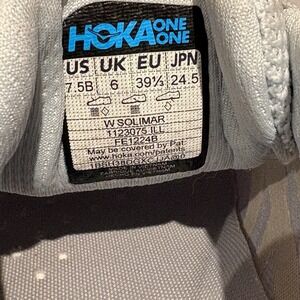 HOKA ONE ONE
US UK EU JPN
7.5B 6 39⅓ 24.5
W SOLIMAR
1123075 ILL
FE1224B
May be covered by Pat.
www.hoka.com/patents